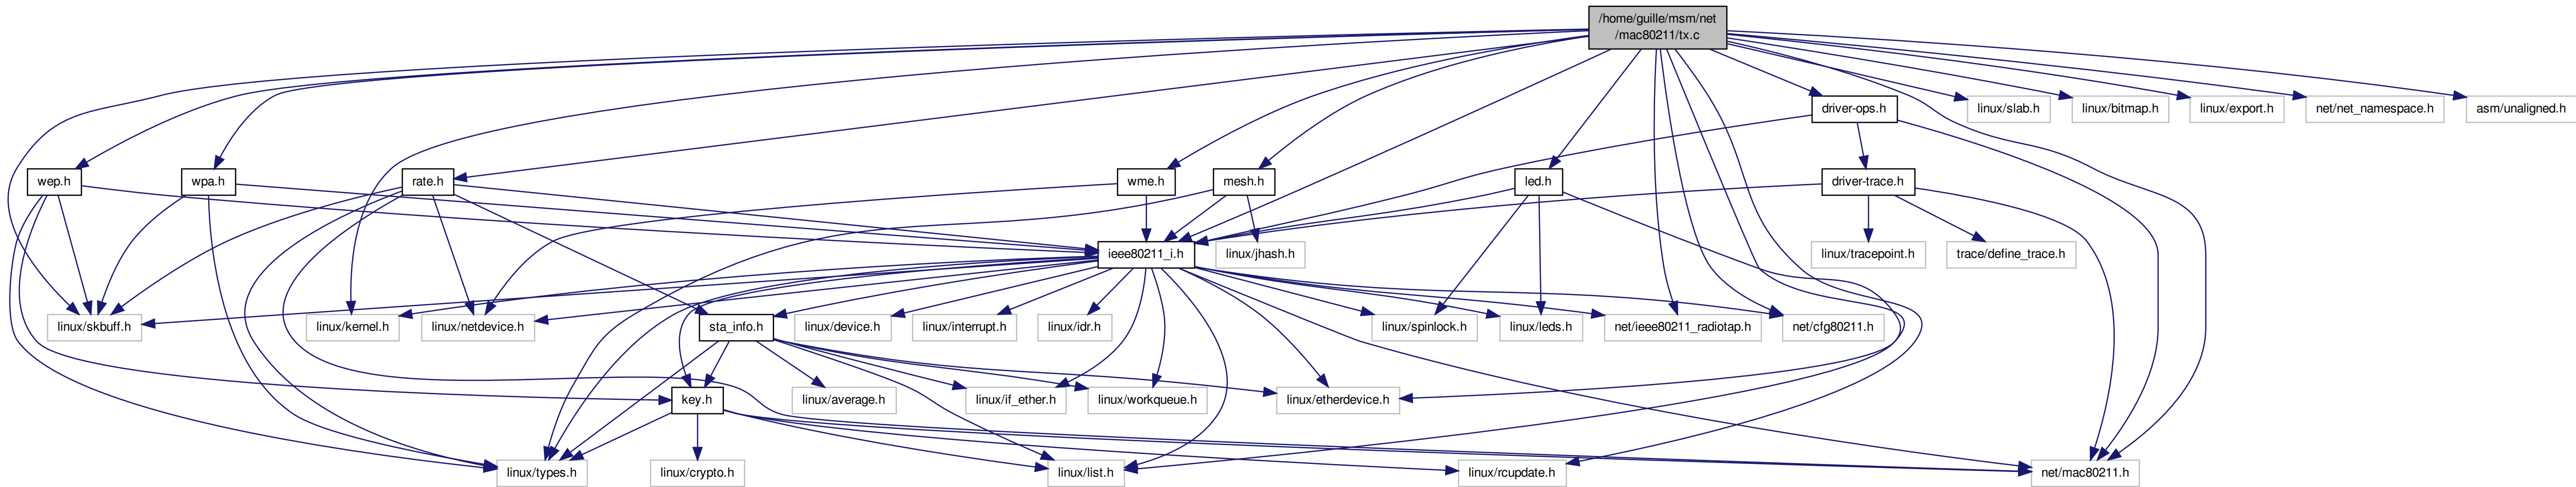 /home/guille/msm/net
/mac80211/tx.c
driver-ops.h
linux/slab.h
linux/bitmap.h
linux/export.h
net/net_namespace.h
asm/unaligned.h
wep.h
wpa.h
rate.h
wme.h
mesh.h
led.h
driver-trace.h
ieee80211_i.h
linux/jhash.h
linux/tracepoint.h
trace/define_trace.h
linux/skbuff.h
linux/kernel.h
linux/netdevice.h
sta_info.h
linux/device.h
linux/interrupt.h
linux/idr.h
linux/spinlock.h
linux/leds.h
net/ieee80211_radiotap.h
net/cfg80211.h
key.h
linux/average.h
linux/if_ether.h
linux/workqueue.h
linux/etherdevice.h
linux/types.h
linux/crypto.h
linux/list.h
linux/rcupdate.h
net/mac80211.h